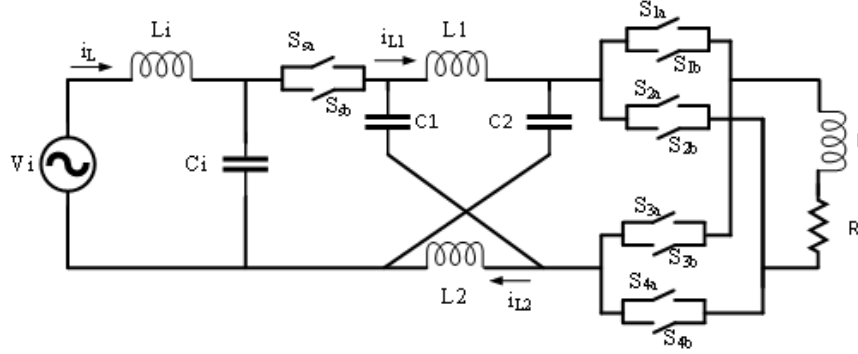 S1a
Li
Ssa
iL1
L1
iL
S1b
S2a
Ssb
C1
C2
S2b
Vi
Ci
S3a
R
S3b
S4a
L2
iL2
S4b